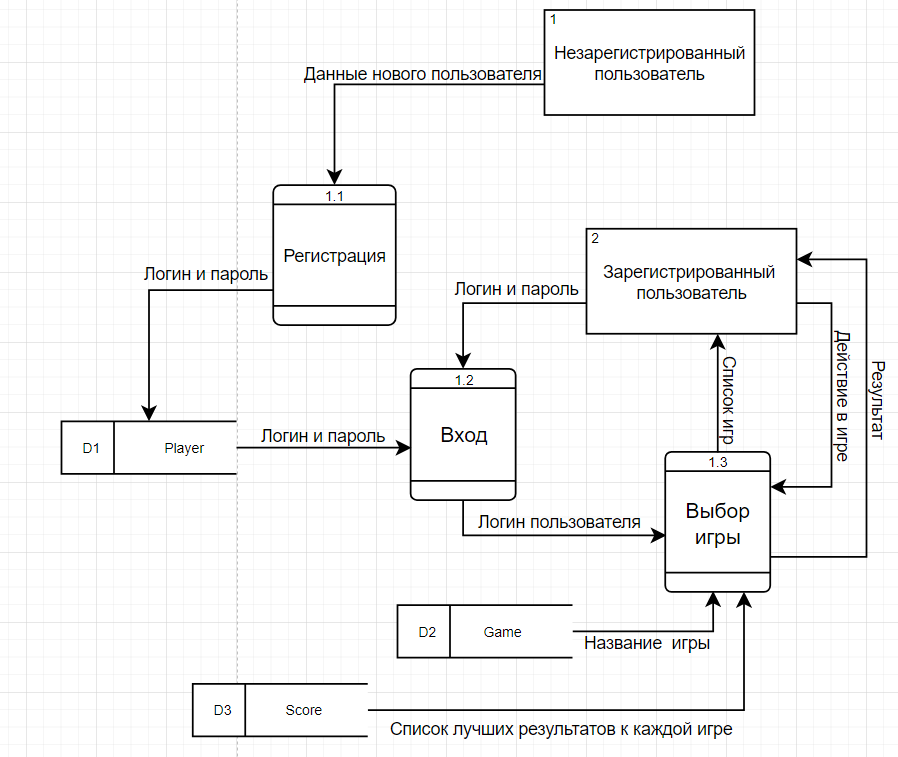 1
Незарегистрированный
пользователь
Данные нового пользователя
1.1
Регистрация
2
Зарегистрированный
пользователь
Логин и пароль
Логин и пароль
Действие в игре
Результат
Список игр
1.2
Вход
D1
Player
Логин и пароль
1.3
Выбор
игры
Логин пользователя
D2
Game
Название игры
D3
Score
Список лучших результатов к каждой игре